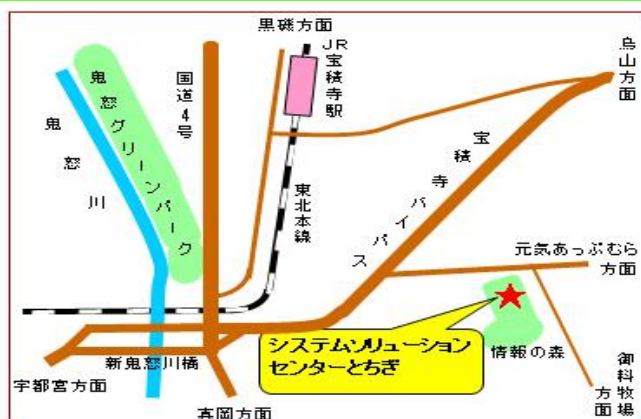 黒磯方面
JR宝積寺駅
烏山方面
国道4号
鬼怒グリーンパーク
鬼怒川
宝積寺バイパス
東北本線
元気あっぷむら
方面
システムソリューション
センターとちぎ
情報の森
新鬼怒川橋
宇都宮方面
真岡方面
御料牧場
方面